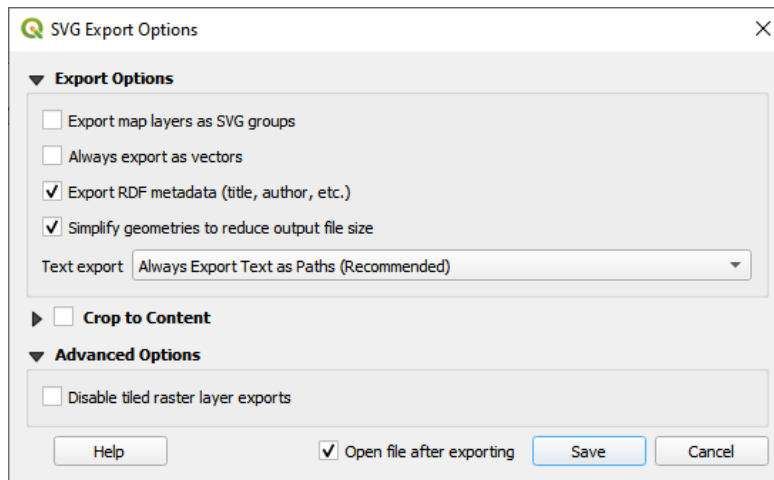 SVG Export Options
Export Options
Export map layers as SVG groups
Always export as vectors
Export RDF metadata (title, author, etc.)
Simplify geometries to reduce output file size
Text export Always Export Text as Paths (Recommended)
Crop to Content
Advanced Options
Disable tiled raster layer exports
Help Open file after exporting Save Cancel